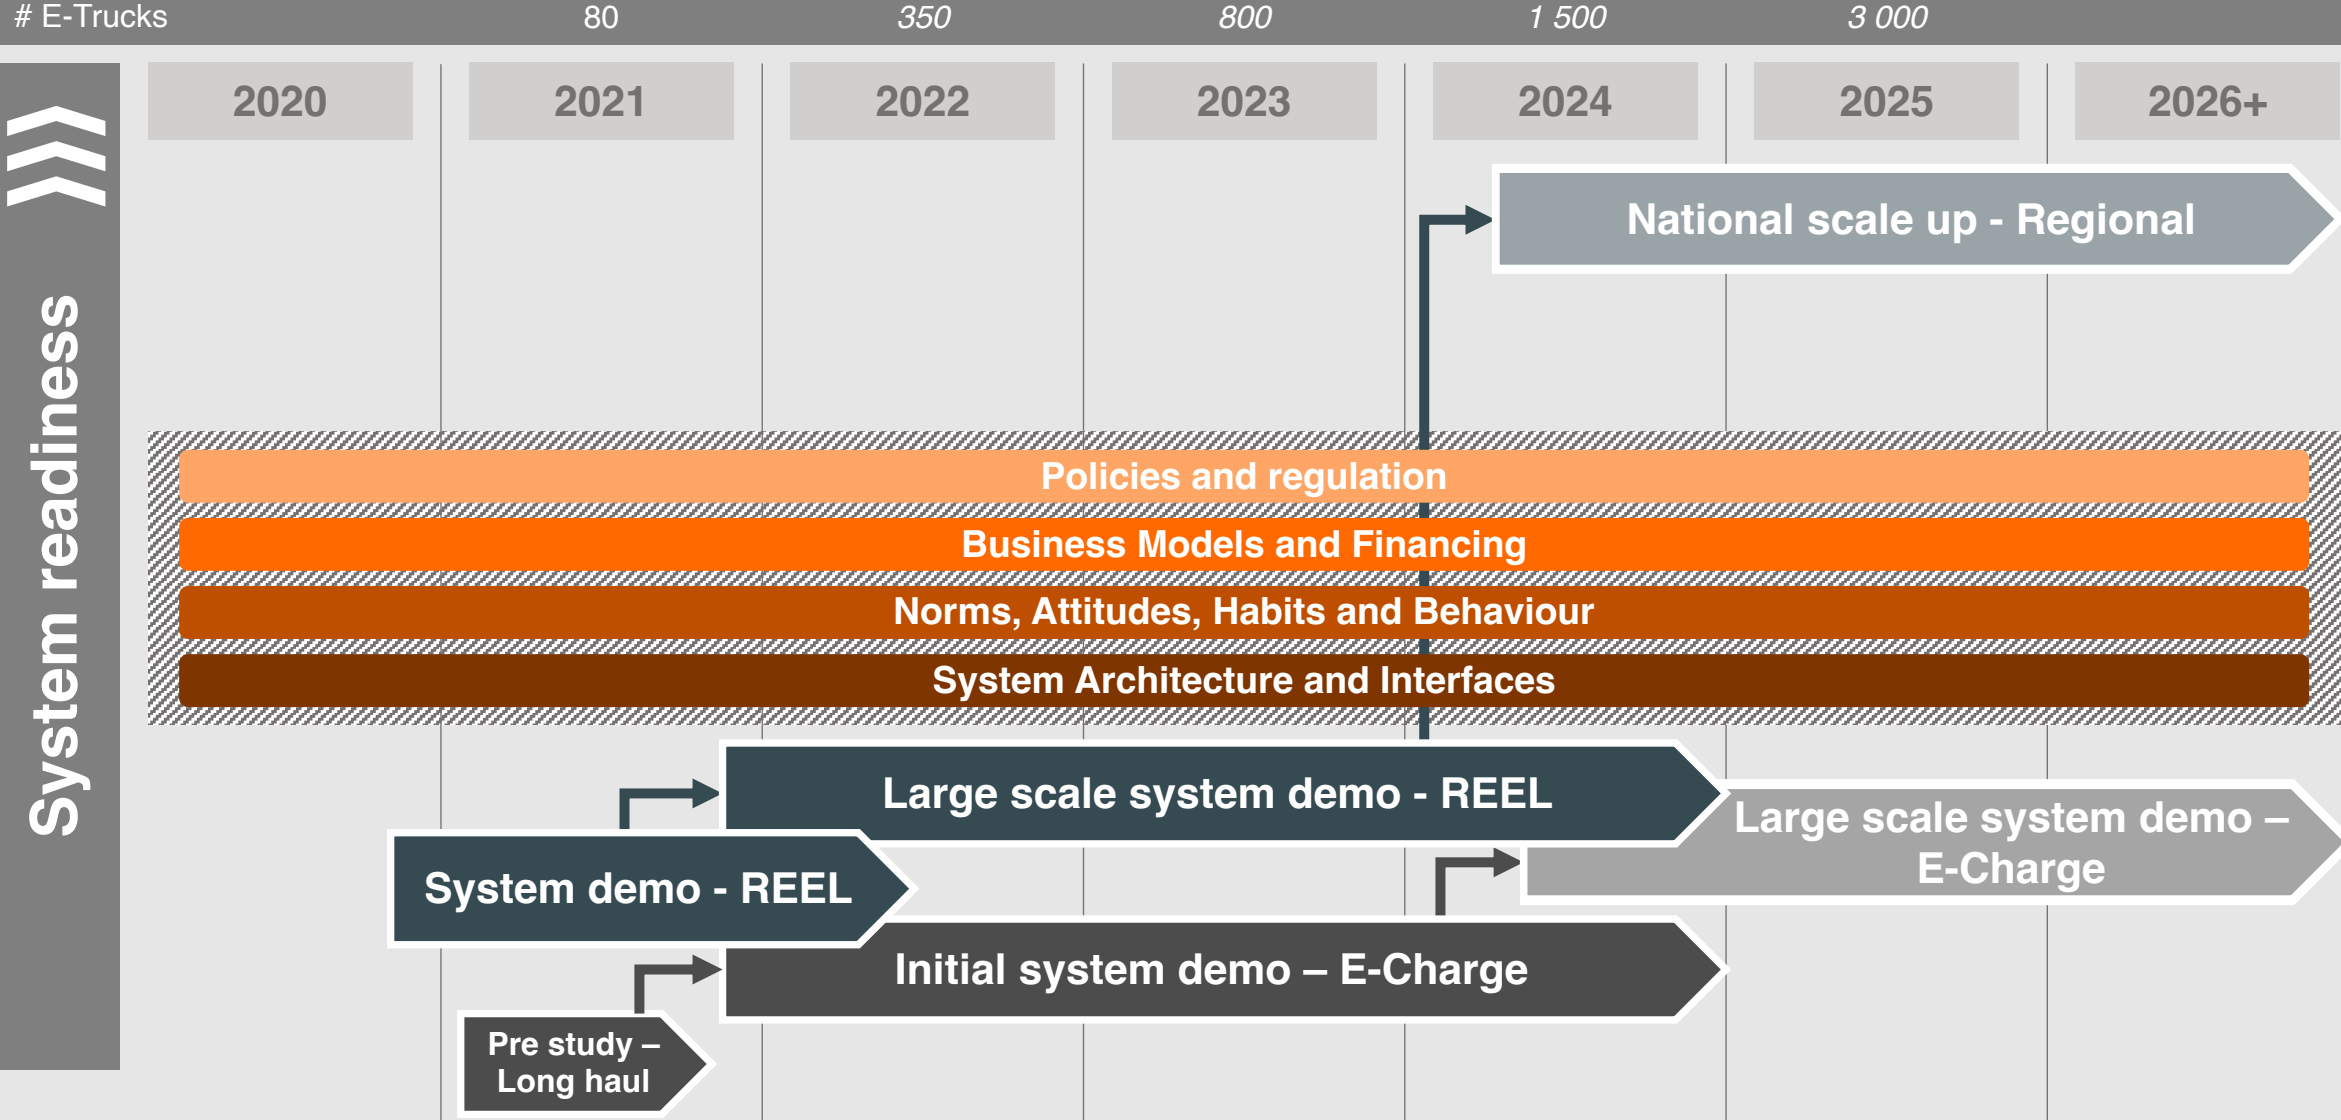 # E-Trucks 80 350 800 1 500 3 000
2020 2021 2022 2023 2024 2025 2026+
System readiness
National scale up - Regional
Policies and regulation
Business Models and Financing
Norms, Attitudes, Habits and Behaviour
System Architecture and Interfaces
Large scale system demo - REEL
Large scale system demo –
E-Charge
System demo - REEL
Initial system demo – E-Charge
Pre study –
Long haul